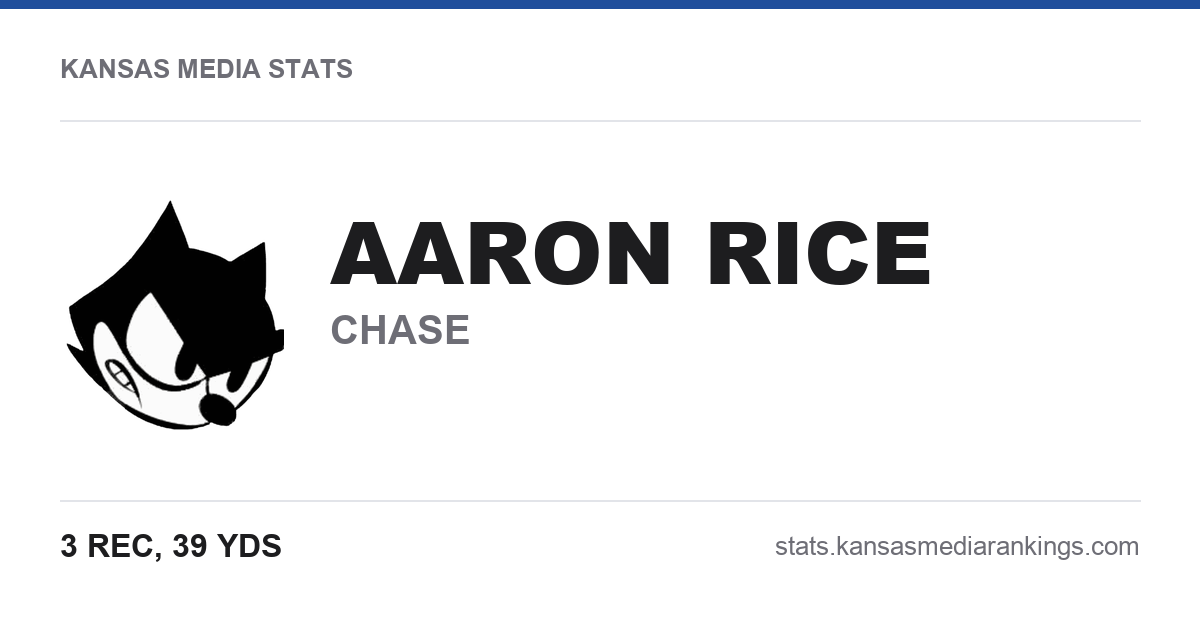 KANSAS MEDIA STATS
AARON RICE
CHASE
3 REC, 39 YDS
stats.kansasmediarankings.com